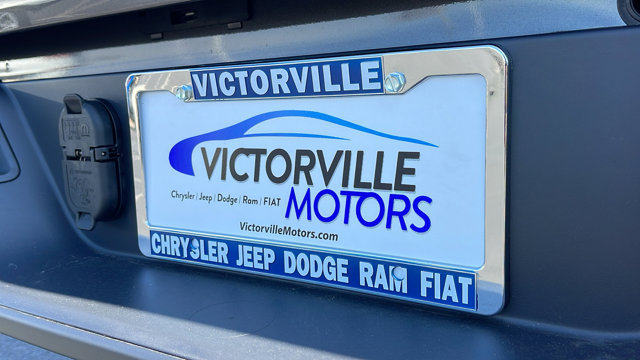 VICTORVILLE
VICTORVILLE
Chrysler | Jeep | Dodge | Ram | FIAT
MOTORS
VictorvilleMotors.com
CHRYSLER JEEP DODGE RAM FIAT